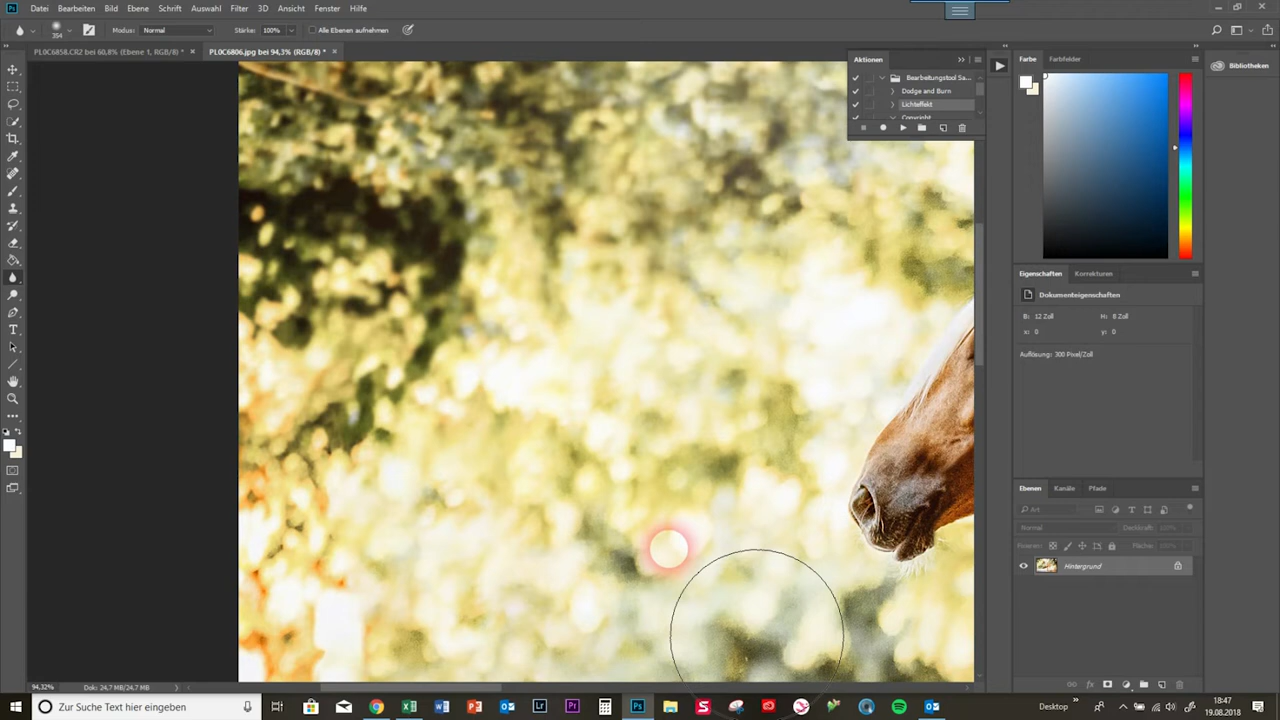 Datei Bearbeiten Bild Ebene Schrift Auswahl Filter 3D Ansicht Fenster Hilfe
354 Modus: Normal Stärke: 100% Alle Ebenen aufnehmen
PL0C6858.CR2 bei 60,8% (Ebene 1, RGB/8) * × PL0C6806.jpg bei 94,3% (RGB/8) * ×
Aktionen
Bearbeitungstool Sa...
Dodge and Burn
Lichteffekt
Copyright
Farbe Farbfelder
Bibliotheken
Eigenschaften Korrekturen
Dokumenteigenschaften
B: 12 Zoll H: 8 Zoll
x: 0 y: 0
Auflösung: 300 Pixel/Zoll
Ebenen Kanäle Pfade
Art
Normal Deckkraft: 100%
Fixieren: Fläche: 100%
Hintergrund
94,32% Dok: 24,7 MB/24,7 MB
Zur Suche Text hier eingeben
Desktop
18:47
19.08.2018